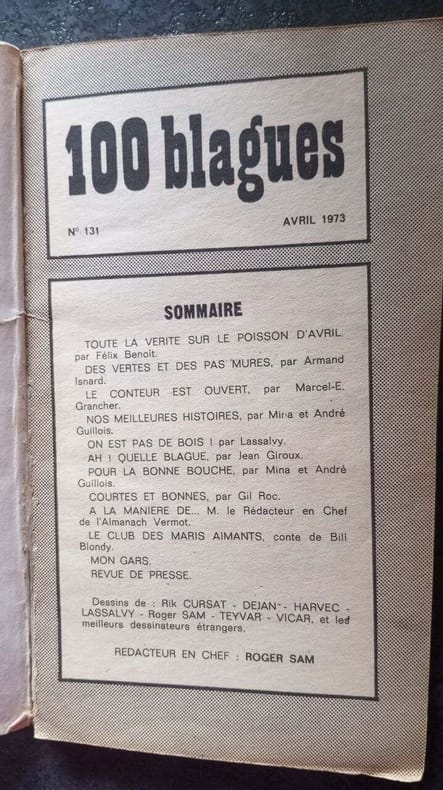 100 blagues
N° 131
AVRIL 1973
SOMMAIRE
TOUTE LA VERITE SUR LE POISSON D'AVRIL.
par Félix Benoit.
DES VERTES ET DES PAS MURES, par Armand
Isnard.
LE CONTEUR EST OUVERT, par Marcel-E.
Grancher.
NOS MEILLEURES HISTOIRES, par Mina et André
Guillois.
ON EST PAS DE BOIS ! par Lassalvy.
AH ! QUELLE BLAGUE, par Jean Giroux.
POUR LA BONNE BOUCHE, par Mina et André
Guillois.
COURTES ET BONNES, par Gil Roc.
A LA MANIERE DE... M. le Rédacteur en Chef
de l'Almanach Vermot.
LE CLUB DES MARIS AIMANTS, conte de Bill
Blondy.
MON GARS.
REVUE DE PRESSE.
Dessins de : Rik CURSAT - DEJAN - HARVEC -
LASSALVY - Roger SAM - TEYVAR - VICAR, et les
meilleurs dessinateurs étrangers.
REDACTEUR EN CHEF : ROGER SAM